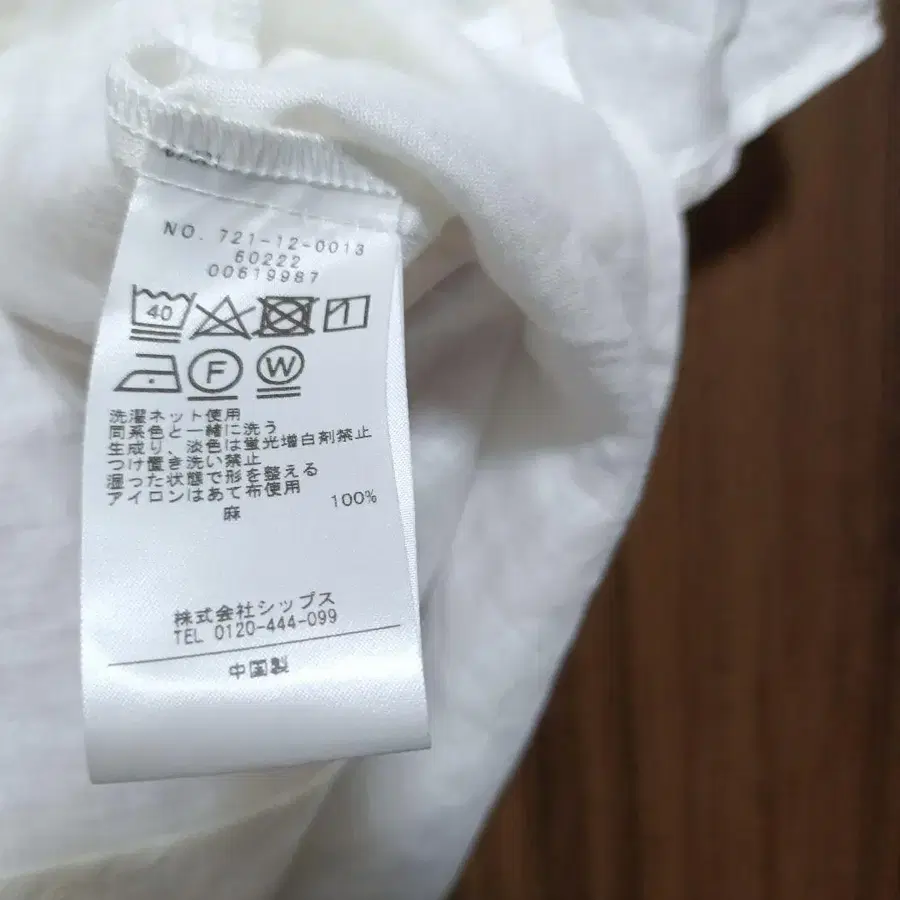 NO. 721-12-0013
60222
00619987
40
F W
洗濯ネット使用
同系色と一緒に洗う
生成り、淡色は蛍光増白剤禁止
つけ置き洗い禁止
湿った状態で形を整える
アイロンはあて布使用
麻 100%
株式会社シップス
TEL 0120-444-099
中国製